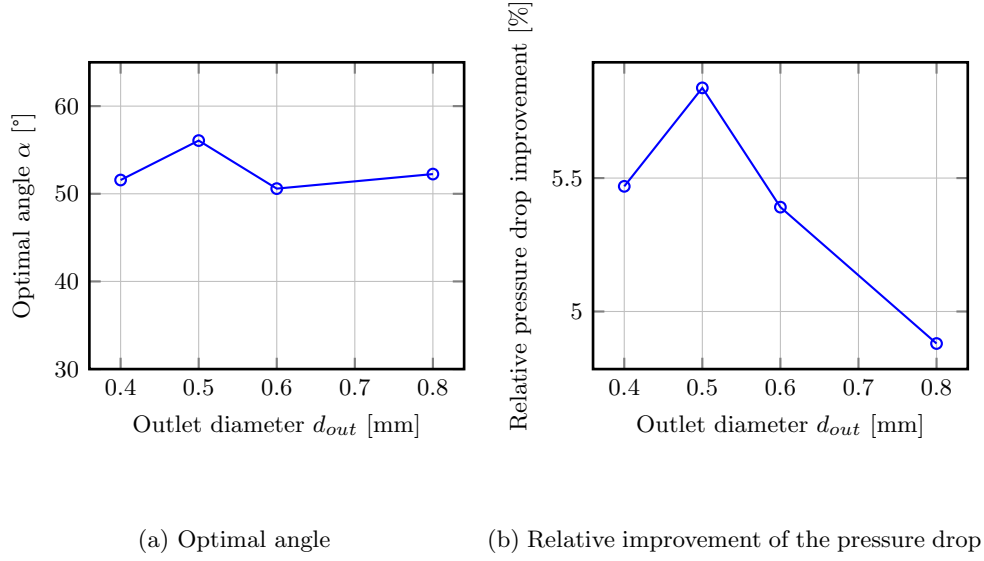 Optimal angle α [°]
60
50
40
30
0.4 0.5 0.6 0.7 0.8
Outlet diameter d_out [mm]
(a) Optimal angle
Relative pressure drop improvement [%]
5.5
5
0.4 0.5 0.6 0.7 0.8
Outlet diameter d_out [mm]
(b) Relative improvement of the pressure drop